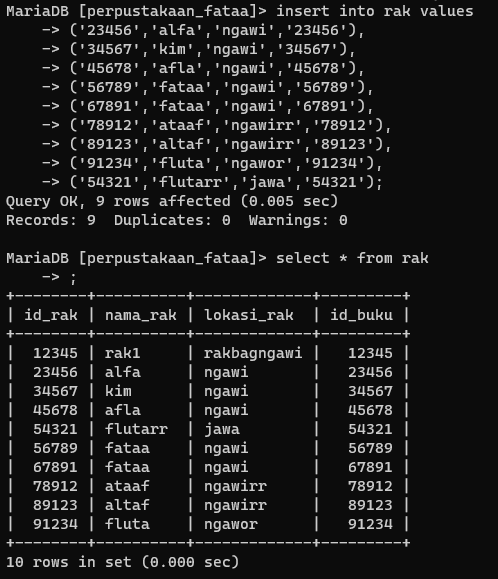 MariaDB [perpustakaan_fataa]> insert into rak values
    -> ('23456','alfa','ngawi','23456'),
    -> ('34567','kim','ngawi','34567'),
    -> ('45678','afla','ngawi','45678'),
    -> ('56789','fataa','ngawi','56789'),
    -> ('67891','fataa','ngawi','67891'),
    -> ('78912','ataaf','ngawirr','78912'),
    -> ('89123','altaf','ngawirr','89123'),
    -> ('91234','fluta','ngawor','91234'),
    -> ('54321','flutarr','jawa','54321');
Query OK, 9 rows affected (0.005 sec)
Records: 9  Duplicates: 0  Warnings: 0

MariaDB [perpustakaan_fataa]> select * from rak
    -> ;
+--------+----------+-------------+---------+
| id_rak | nama_rak | lokasi_rak  | id_buku |
+--------+----------+-------------+---------+
|  12345 | rak1     | rakbagngawi |   12345 |
|  23456 | alfa     | ngawi       |   23456 |
|  34567 | kim      | ngawi       |   34567 |
|  45678 | afla     | ngawi       |   45678 |
|  54321 | flutarr  | jawa        |   54321 |
|  56789 | fataa    | ngawi       |   56789 |
|  67891 | fataa    | ngawi       |   67891 |
|  78912 | ataaf    | ngawirr     |   78912 |
|  89123 | altaf    | ngawirr     |   89123 |
|  91234 | fluta    | ngawor      |   91234 |
+--------+----------+-------------+---------+
10 rows in set (0.000 sec)